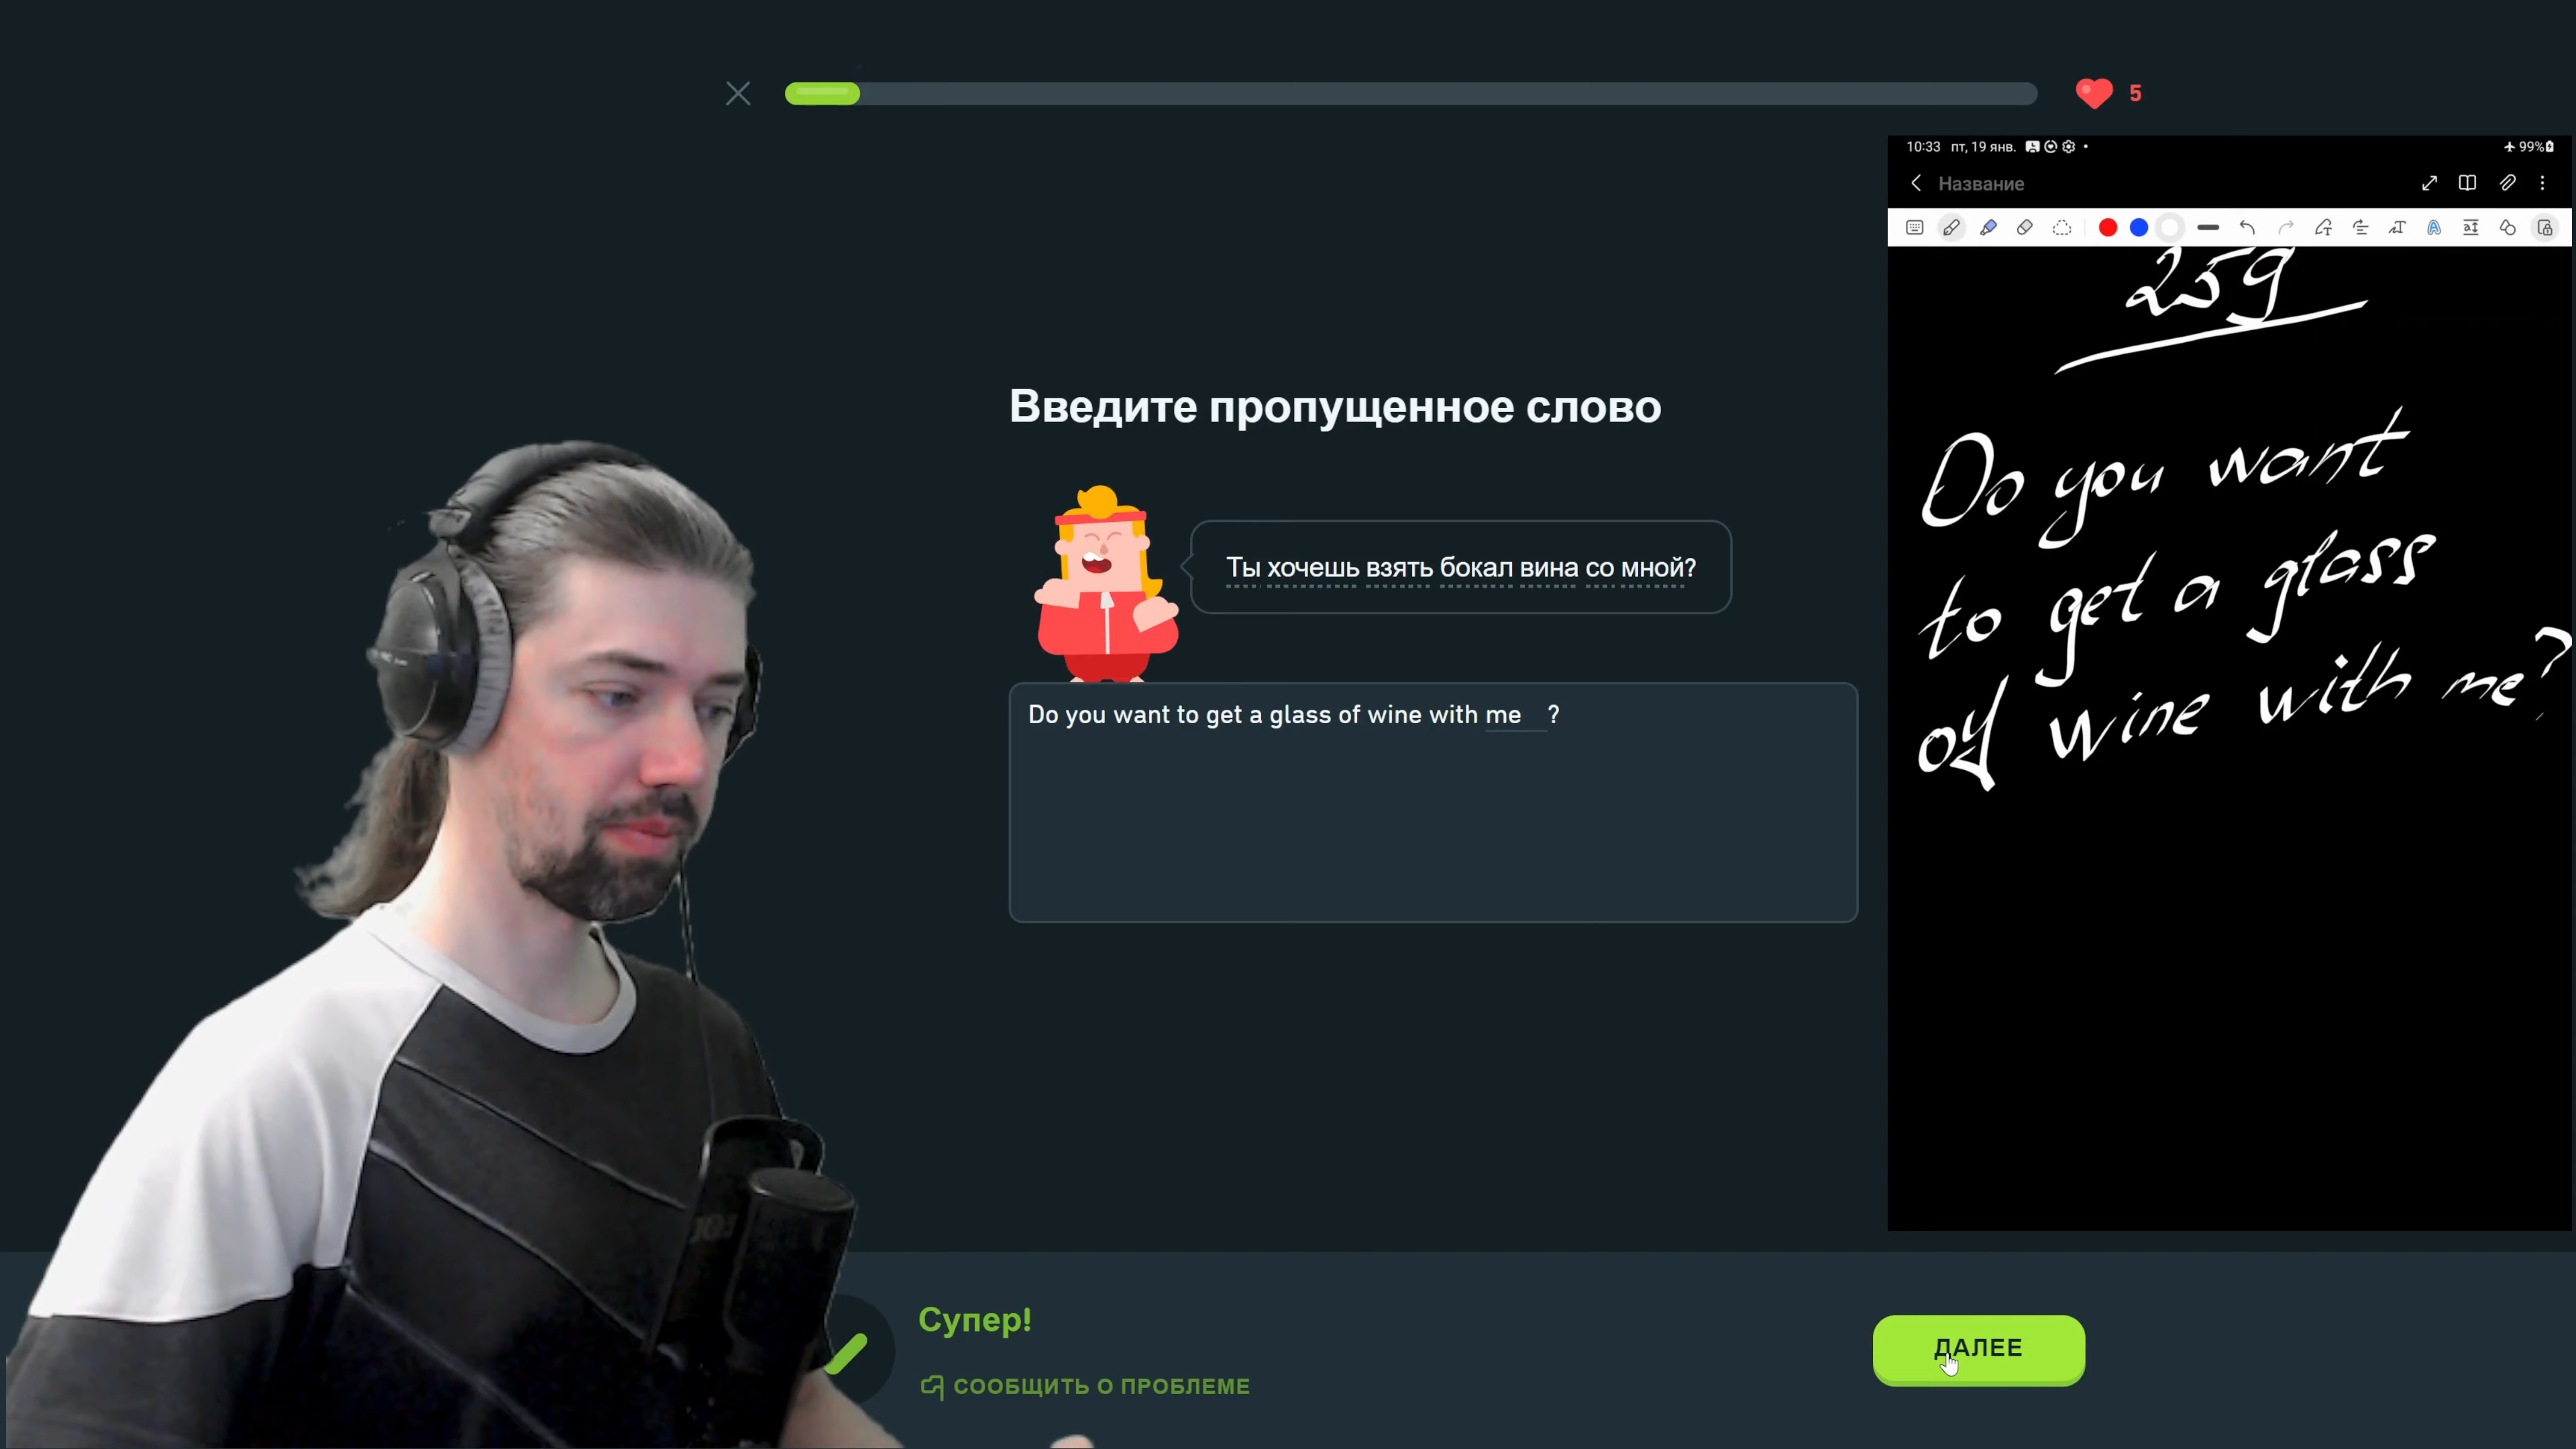 5
10:33 пт, 19 янв.
99%
Название
259
Do you want
to get a glass
of wine with me?
Введите пропущенное слово
Ты хочешь взять бокал вина со мной?
Do you want to get a glass of wine with me ?
Супер!
СООБЩИТЬ О ПРОБЛЕМЕ
ДАЛЕЕ